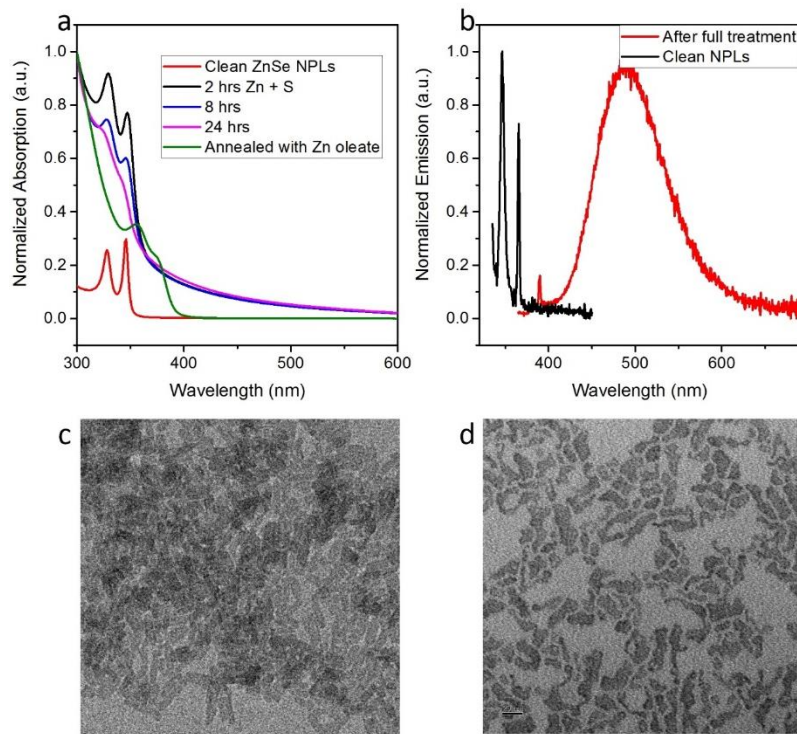 a
Normalized Absorption (a.u.)
1.0
0.8
0.6
0.4
0.2
0.0
Clean ZnSe NPLs
2 hrs Zn + S
8 hrs
24 hrs
Annealed with Zn oleate
300
400
500
600
Wavelength (nm)
b
Normalized Emission (a.u.)
1.0
0.8
0.6
0.4
0.2
0.0
After full treatment
Clean NPLs
400
500
600
Wavelength (nm)
c
d